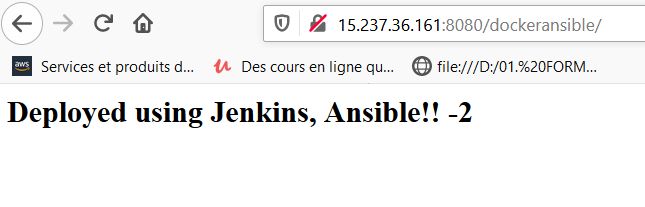 15.237.36.161:8080/dockeransible/
aws Services et produits d... Des cours en ligne qu... file:///D:/01.%20FORM...
Deployed using Jenkins, Ansible!! -2